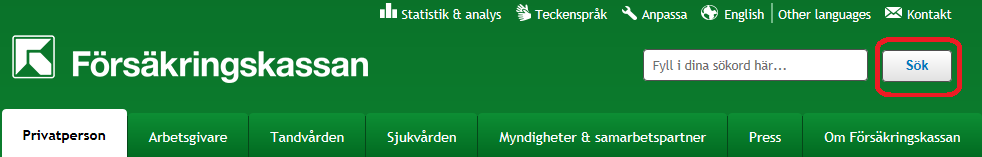 Statistik & analys Teckenspråk Anpassa English Other languages Kontakt
Försäkringskassan
Fyll i dina sökord här... Sök
Privatperson Arbetsgivare Tandvården Sjukvården Myndigheter & samarbetspartner Press Om Försäkringskassan